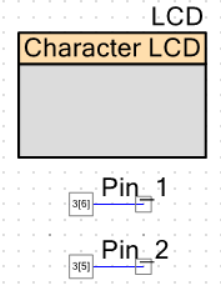 LCD
Character LCD
Pin_1
3[6]
Pin_2
3[5]